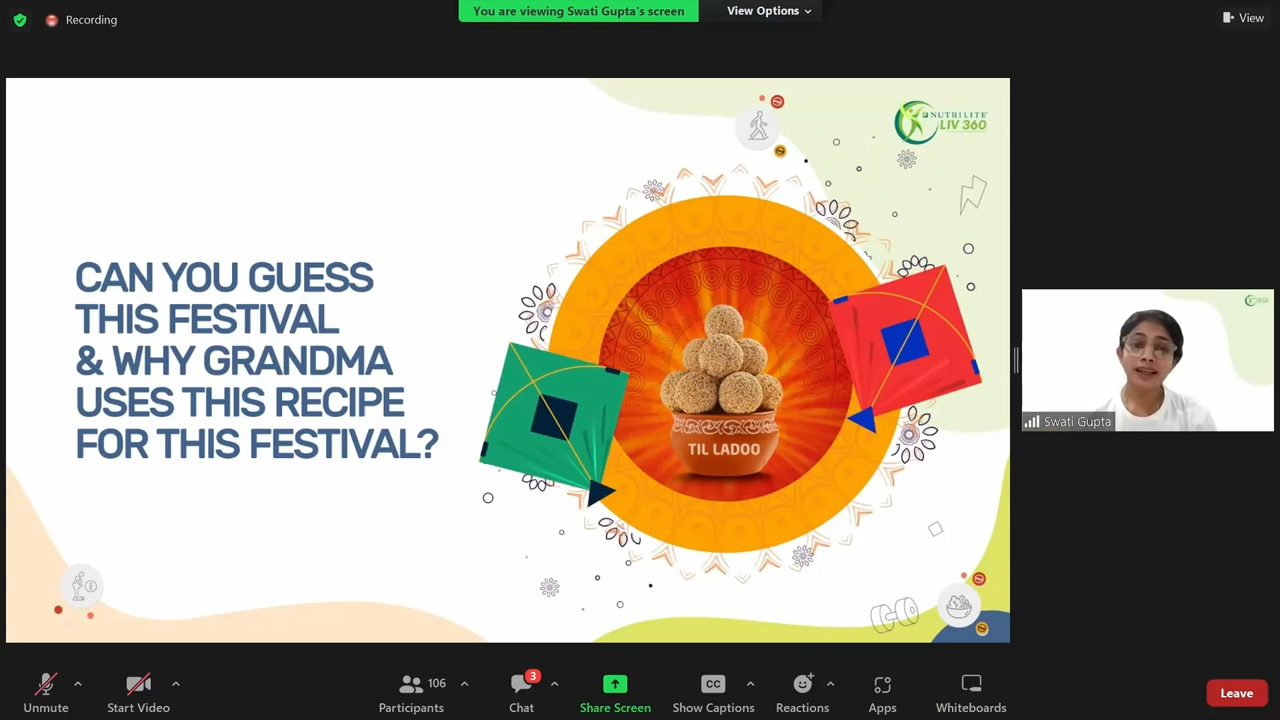 Recording
You are viewing Swati Gupta's screen
View Options
View
NUTRILITE
LIV 360
CAN YOU GUESS
THIS FESTIVAL
& WHY GRANDMA
USES THIS RECIPE
FOR THIS FESTIVAL?
TIL LADOO
Swati Gupta
Unmute
Start Video
106
Participants
3
Chat
Share Screen
CC
Show Captions
Reactions
Apps
Whiteboards
Leave